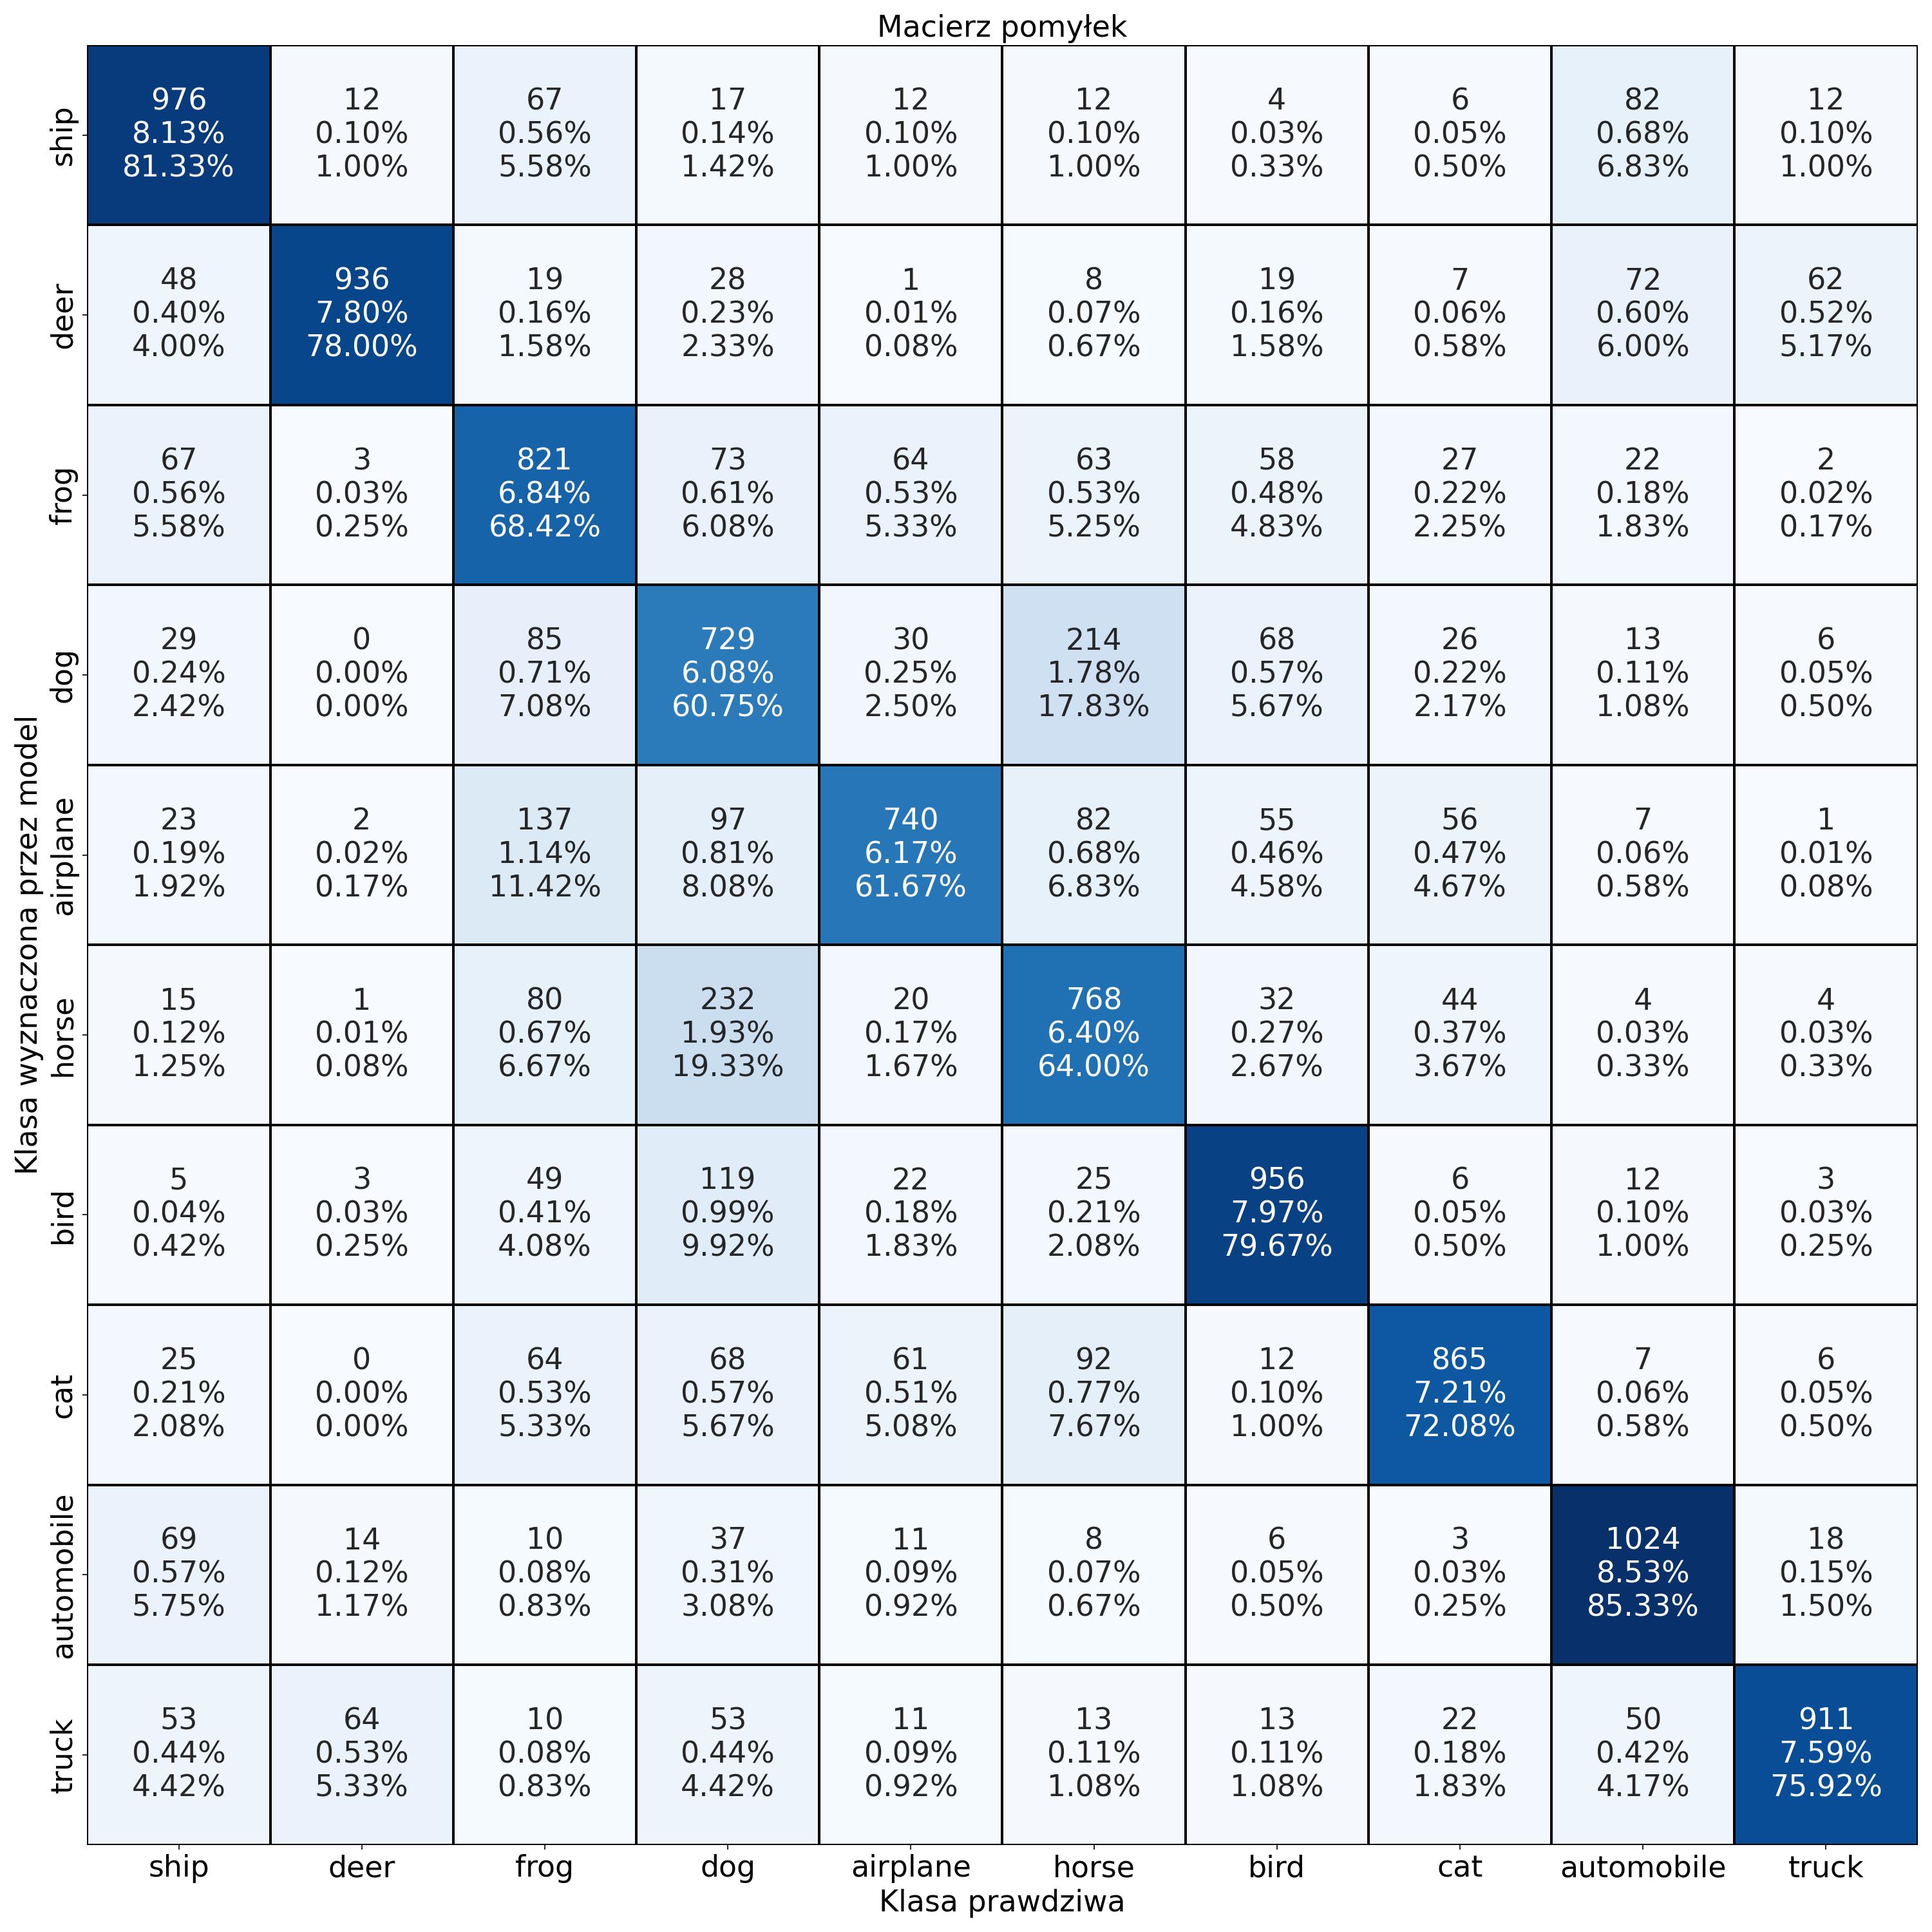 Macierz pomyłek
Klasa wyznaczona przez model
ship
976 12 67 17 12 12 4 6 82 12
8.13% 0.10% 0.56% 0.14% 0.10% 0.10% 0.03% 0.05% 0.68% 0.10%
81.33% 1.00% 5.58% 1.42% 1.00% 1.00% 0.33% 0.50% 6.83% 1.00%
deer
48 936 19 28 1 8 19 7 72 62
0.40% 7.80% 0.16% 0.23% 0.01% 0.07% 0.16% 0.06% 0.60% 0.52%
4.00% 78.00% 1.58% 2.33% 0.08% 0.67% 1.58% 0.58% 6.00% 5.17%
frog
67 3 821 73 64 63 58 27 22 2
0.56% 0.03% 6.84% 0.61% 0.53% 0.53% 0.48% 0.22% 0.18% 0.02%
5.58% 0.25% 68.42% 6.08% 5.33% 5.25% 4.83% 2.25% 1.83% 0.17%
dog
29 0 85 729 30 214 68 26 13 6
0.24% 0.00% 0.71% 6.08% 0.25% 1.78% 0.57% 0.22% 0.11% 0.05%
2.42% 0.00% 7.08% 60.75% 2.50% 17.83% 5.67% 2.17% 1.08% 0.50%
airplane
23 2 137 97 740 82 55 56 7 1
0.19% 0.02% 1.14% 0.81% 6.17% 0.68% 0.46% 0.47% 0.06% 0.01%
1.92% 0.17% 11.42% 8.08% 61.67% 6.83% 4.58% 4.67% 0.58% 0.08%
horse
15 1 80 232 20 768 32 44 4 4
0.12% 0.01% 0.67% 1.93% 0.17% 6.40% 0.27% 0.37% 0.03% 0.03%
1.25% 0.08% 6.67% 19.33% 1.67% 64.00% 2.67% 3.67% 0.33% 0.33%
bird
5 3 49 119 22 25 956 6 12 3
0.04% 0.03% 0.41% 0.99% 0.18% 0.21% 7.97% 0.05% 0.10% 0.03%
0.42% 0.25% 4.08% 9.92% 1.83% 2.08% 79.67% 0.50% 1.00% 0.25%
cat
25 0 64 68 61 92 12 865 7 6
0.21% 0.00% 0.53% 0.57% 0.51% 0.77% 0.10% 7.21% 0.06% 0.05%
2.08% 0.00% 5.33% 5.67% 5.08% 7.67% 1.00% 72.08% 0.58% 0.50%
automobile
69 14 10 37 11 8 6 3 1024 18
0.57% 0.12% 0.08% 0.31% 0.09% 0.07% 0.05% 0.03% 8.53% 0.15%
5.75% 1.17% 0.83% 3.08% 0.92% 0.67% 0.50% 0.25% 85.33% 1.50%
truck
53 64 10 53 11 13 13 22 50 911
0.44% 0.53% 0.08% 0.44% 0.09% 0.11% 0.11% 0.18% 0.42% 7.59%
4.42% 5.33% 0.83% 4.42% 0.92% 1.08% 1.08% 1.83% 4.17% 75.92%
ship deer frog dog airplane horse bird cat automobile truck
Klasa prawdziwa